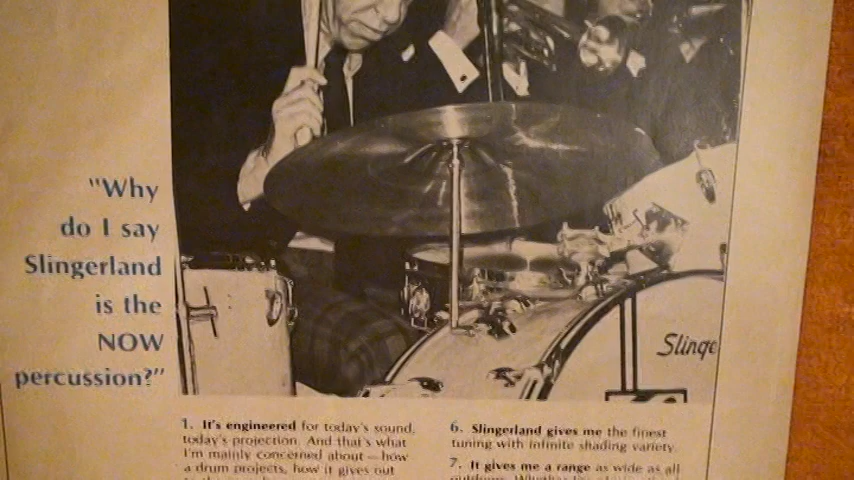 "Why
do I say
Slingerland
is the
NOW
percussion?"
Slinge
1. It's engineered for today's sound,
today's projection. And that's what
I'm mainly concerned about — how
a drum projects, how it gives out
6. Slingerland gives me the finest
tuning with infinite shading variety.
7. It gives me a range as wide as all